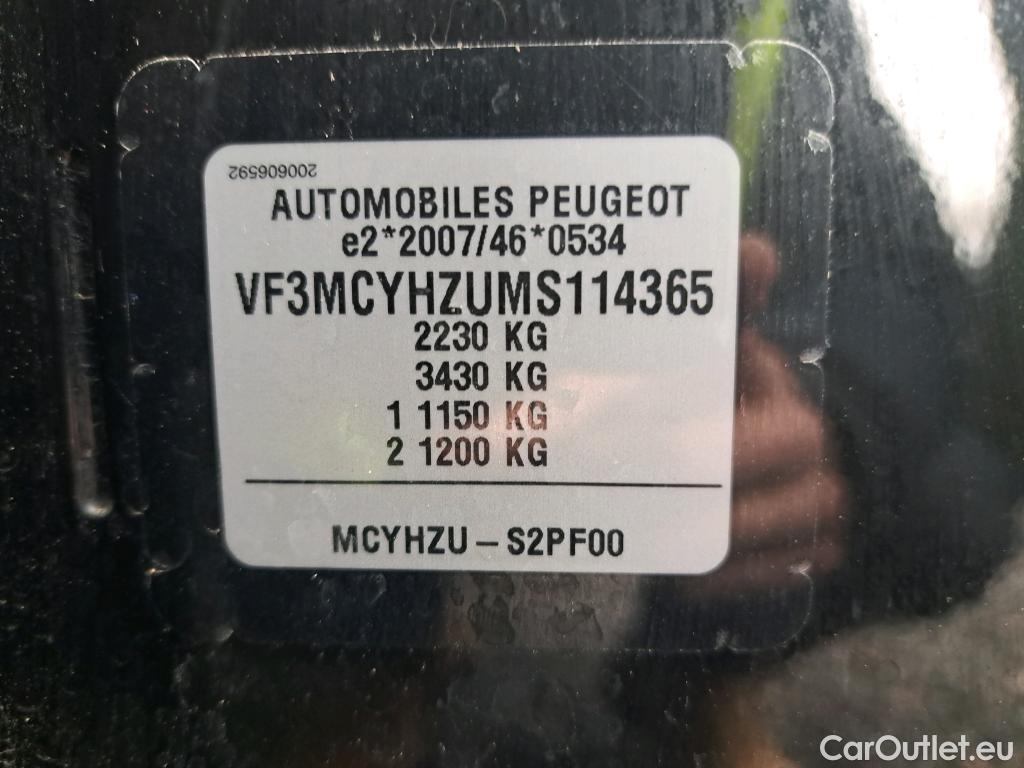 200606592
AUTOMOBILES PEUGEOT
e2*2007/46*0534
VF3MCYHZUMS114365
2230 KG
3430 KG
1 1150 KG
2 1200 KG
MCYHZU – S2PF00
CarOutlet.eu